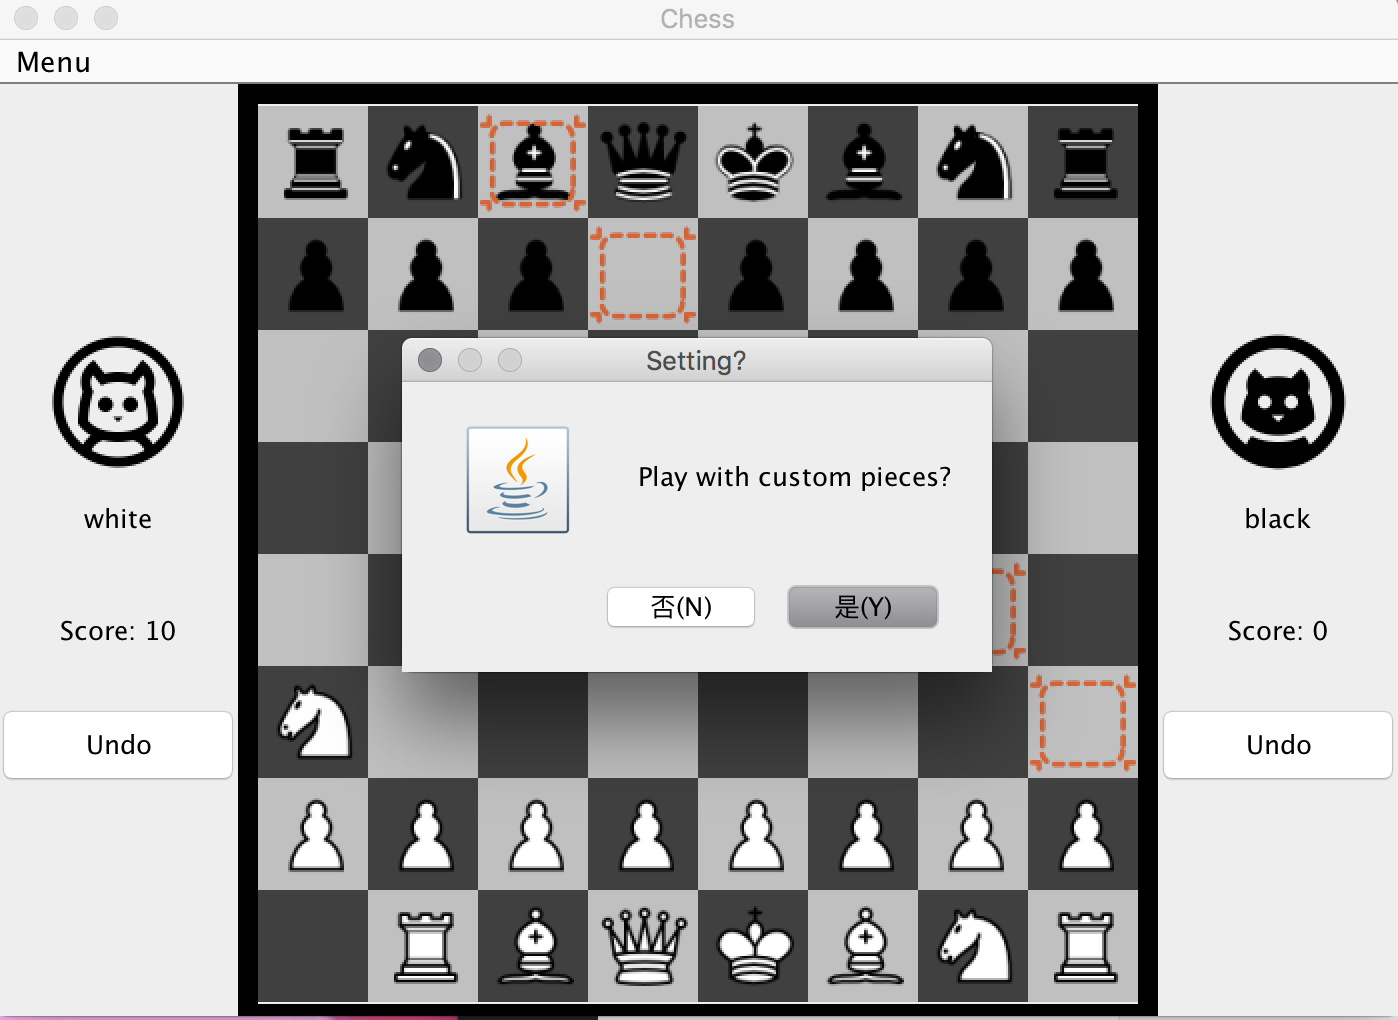 Chess
Menu
Setting?
Play with custom pieces?
否(N)
是(Y)
white
black
Score: 10
Score: 0
Undo
Undo